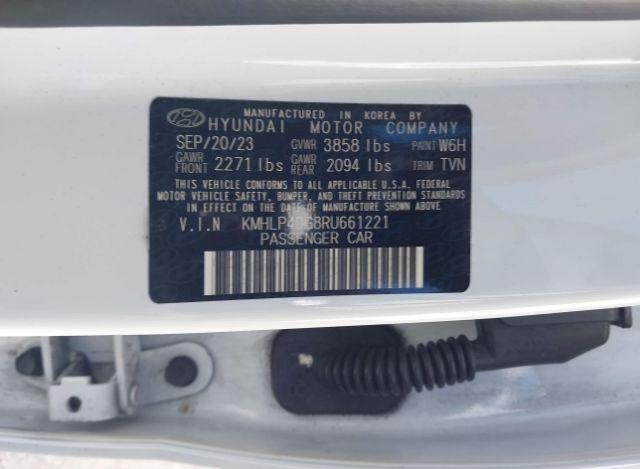 MANUFACTURED IN KOREA BY
HYUNDAI MOTOR COMPANY
SEP/20/23 GVWR 3858 lbs PAINT W6H
GAWR FRONT 2271 lbs GAWR REAR 2094 lbs TRIM TVN
THIS VEHICLE CONFORMS TO ALL APPLICABLE U.S.A. FEDERAL
MOTOR VEHICLE SAFETY, BUMPER, AND THEFT PREVENTION STANDARDS
IN EFFECT ON THE DATE OF MANUFACTURE SHOWN ABOVE.
V.I.N
PASSENGER CAR